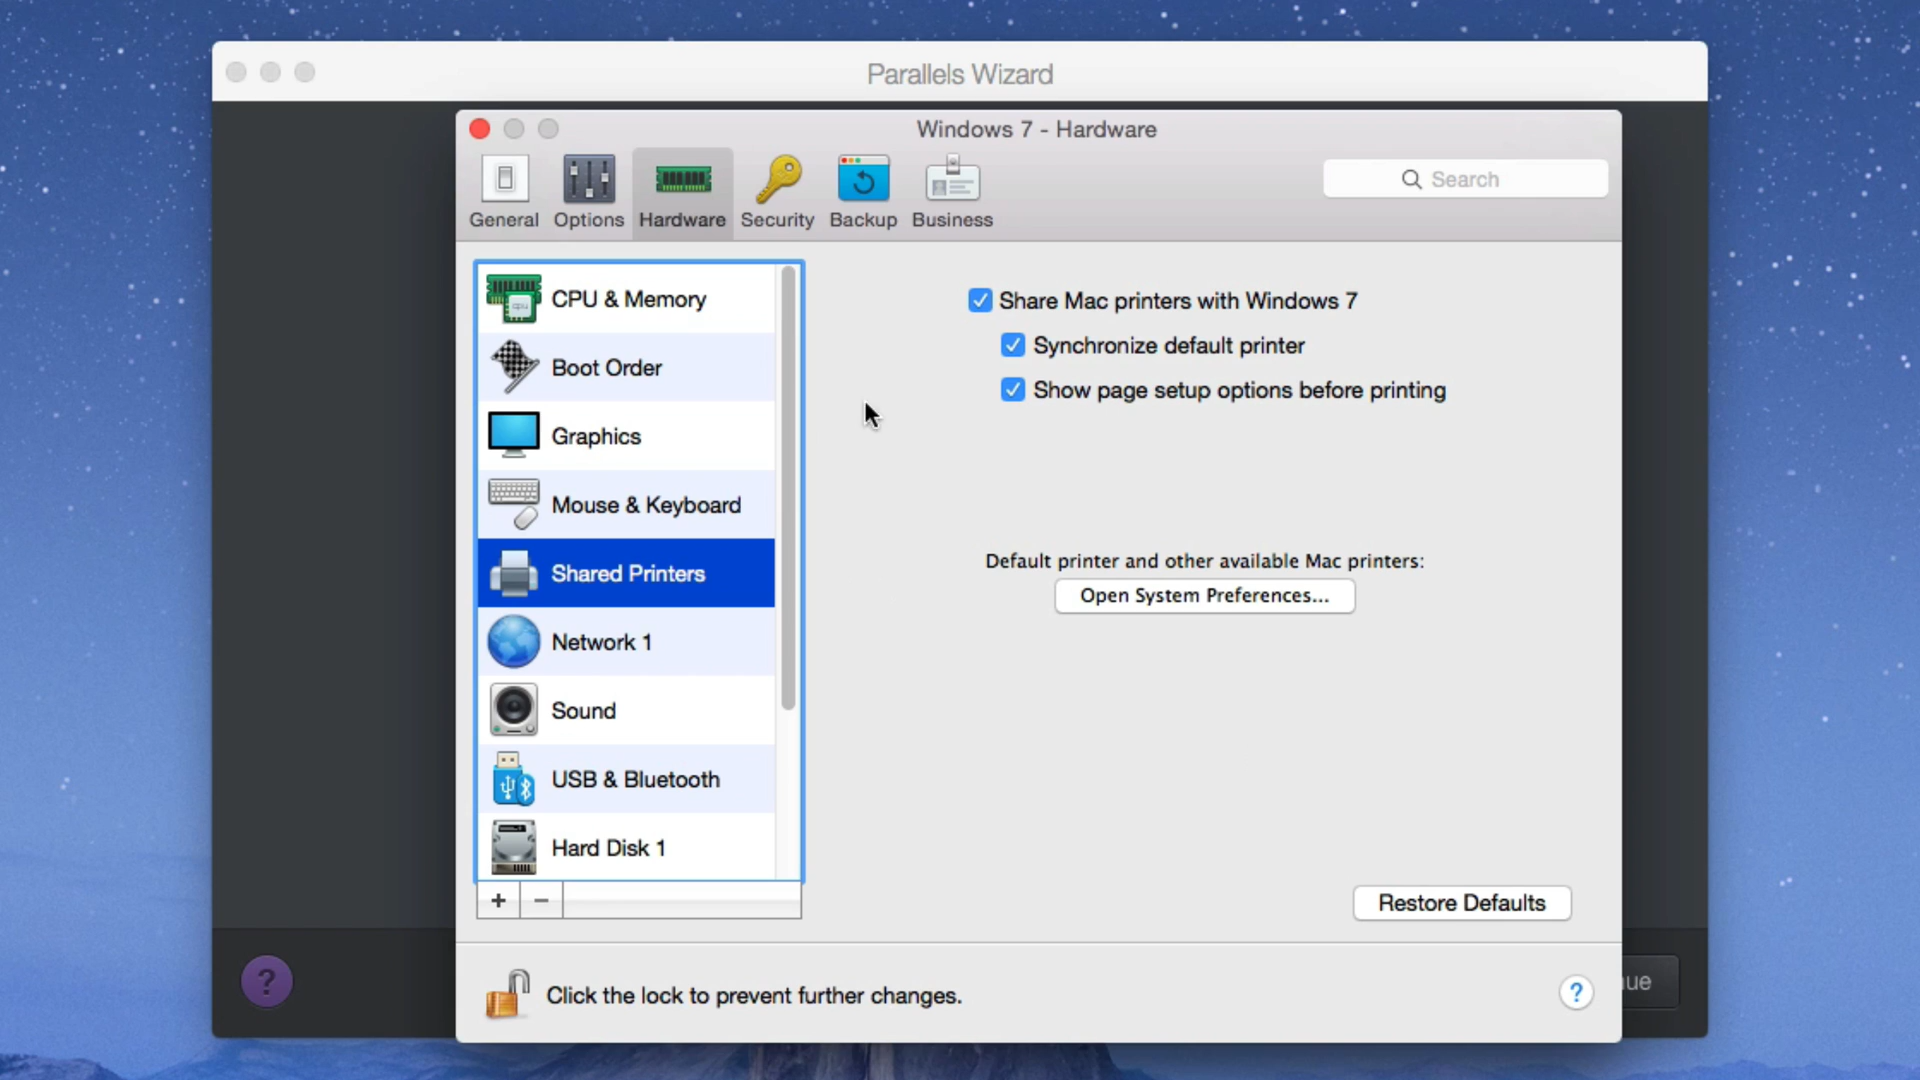 Parallels Wizard
Windows 7 - Hardware
General
Options
Hardware
Security
Backup
Business
Search
CPU & Memory
Boot Order
Graphics
Mouse & Keyboard
Shared Printers
Network 1
Sound
USB & Bluetooth
Hard Disk 1
+
−
Share Mac printers with Windows 7
Synchronize default printer
Show page setup options before printing
Default printer and other available Mac printers:
Open System Preferences...
Restore Defaults
Click the lock to prevent further changes.
?
?
ue